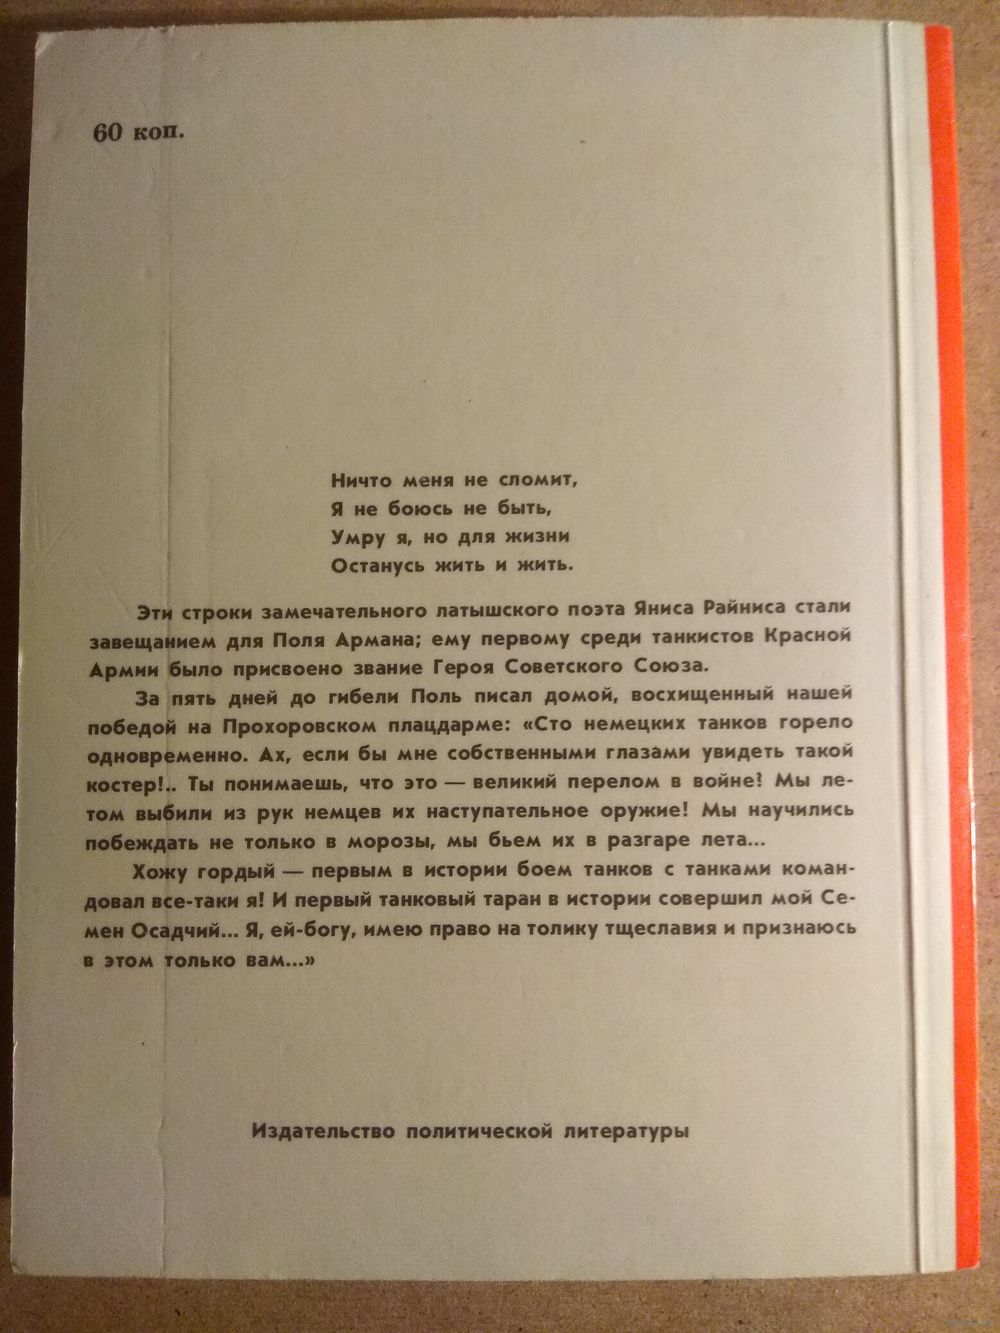 60 коп.
Ничто меня не сломит,
Я не боюсь не быть,
Умру я, но для жизни
Останусь жить и жить.
Эти строки замечательного латышского поэта Яниса Райниса стали
завещанием для Поля Армана; ему первому среди танкистов Красной
Армии было присвоено звание Героя Советского Союза.
За пять дней до гибели Поль писал домой, восхищенный нашей
победой на Прохоровском плацдарме: «Сто немецких танков горело
одновременно. Ах, если бы мне собственными глазами увидеть такой
костер!.. Ты понимаешь, что это — великий перелом в войне? Мы ле-
том выбили из рук немцев их наступательное оружие! Мы научились
побеждать не только в морозы, мы бьем их в разгаре лета...
Хожу гордый — первым в истории боем танков с танками коман-
довал все-таки я! И первый танковый таран в истории совершил мой Се-
мен Осадчий... Я, ей-богу, имею право на толику тщеславия и признаюсь
в этом только вам...»
Издательство политической литературы